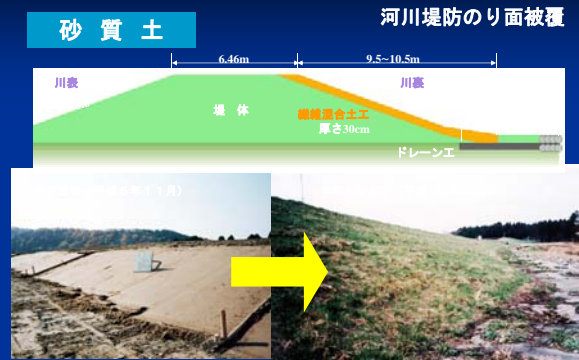 河川堤防のり面被覆
砂 質 土
6.46m
9.5~10.5m
川表
川裏
堤 体
繊維混合土工
厚さ30cm
ドレーン工